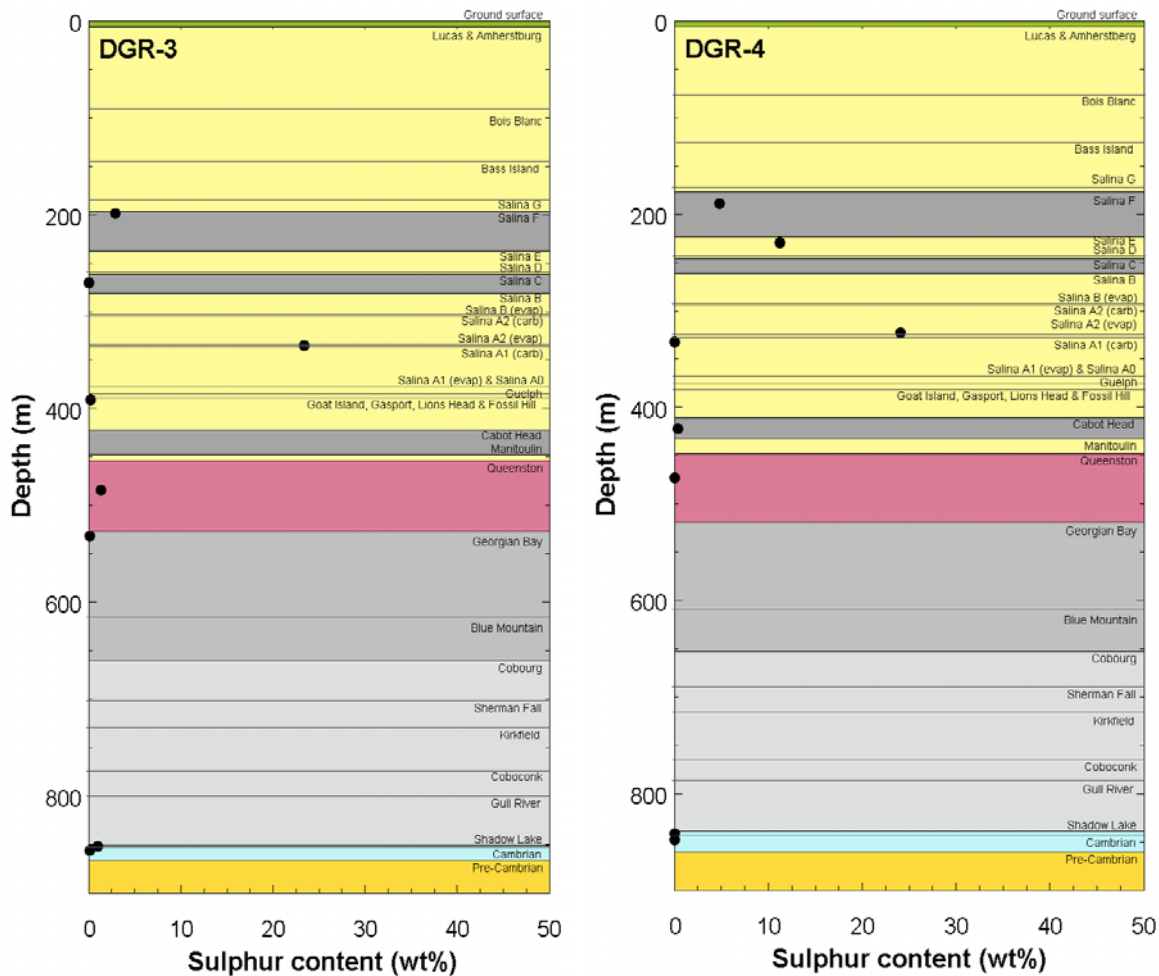 Ground surface
0
Lucas & Amherstburg
DGR-3
Bois Blanc
Bass Island
Salina G
200
Salina F
Salina E
Salina D
Salina C
Salina B
Salina B (evap)
Salina A2 (carb)
Salina A2 (evap)
Salina A1 (carb)
Salina A1 (evap) & Salina A0
Guelph
400
Goat Island, Gasport, Lions Head & Fossil Hill
Cabot Head
Manitoulin
Queenston
Georgian Bay
600
Blue Mountain
Cobourg
Sherman Fall
Kirkfield
Coboconk
800
Gull River
Shadow Lake
Cambrian
Pre-Cambrian
Depth (m)
0 10 20 30 40 50
Sulphur content (wt%)
Ground surface
0
Lucas & Amherstberg
DGR-4
Bois Blanc
Bass Island
Salina G
200
Salina F
Salina E
Salina D
Salina C
Salina B
Salina B (evap)
Salina A2 (carb)
Salina A2 (evap)
Salina A1 (carb)
Salina A1 (evap) & Salina A0
Guelph
400
Goat Island, Gasport, Lions Head & Fossil Hill
Cabot Head
Manitoulin
Queenston
Georgian Bay
600
Blue Mountain
Cobourg
Sherman Fall
Kirkfield
Coboconk
800
Gull River
Shadow Lake
Cambrian
Pre-Cambrian
Depth (m)
0 10 20 30 40 50
Sulphur content (wt%)